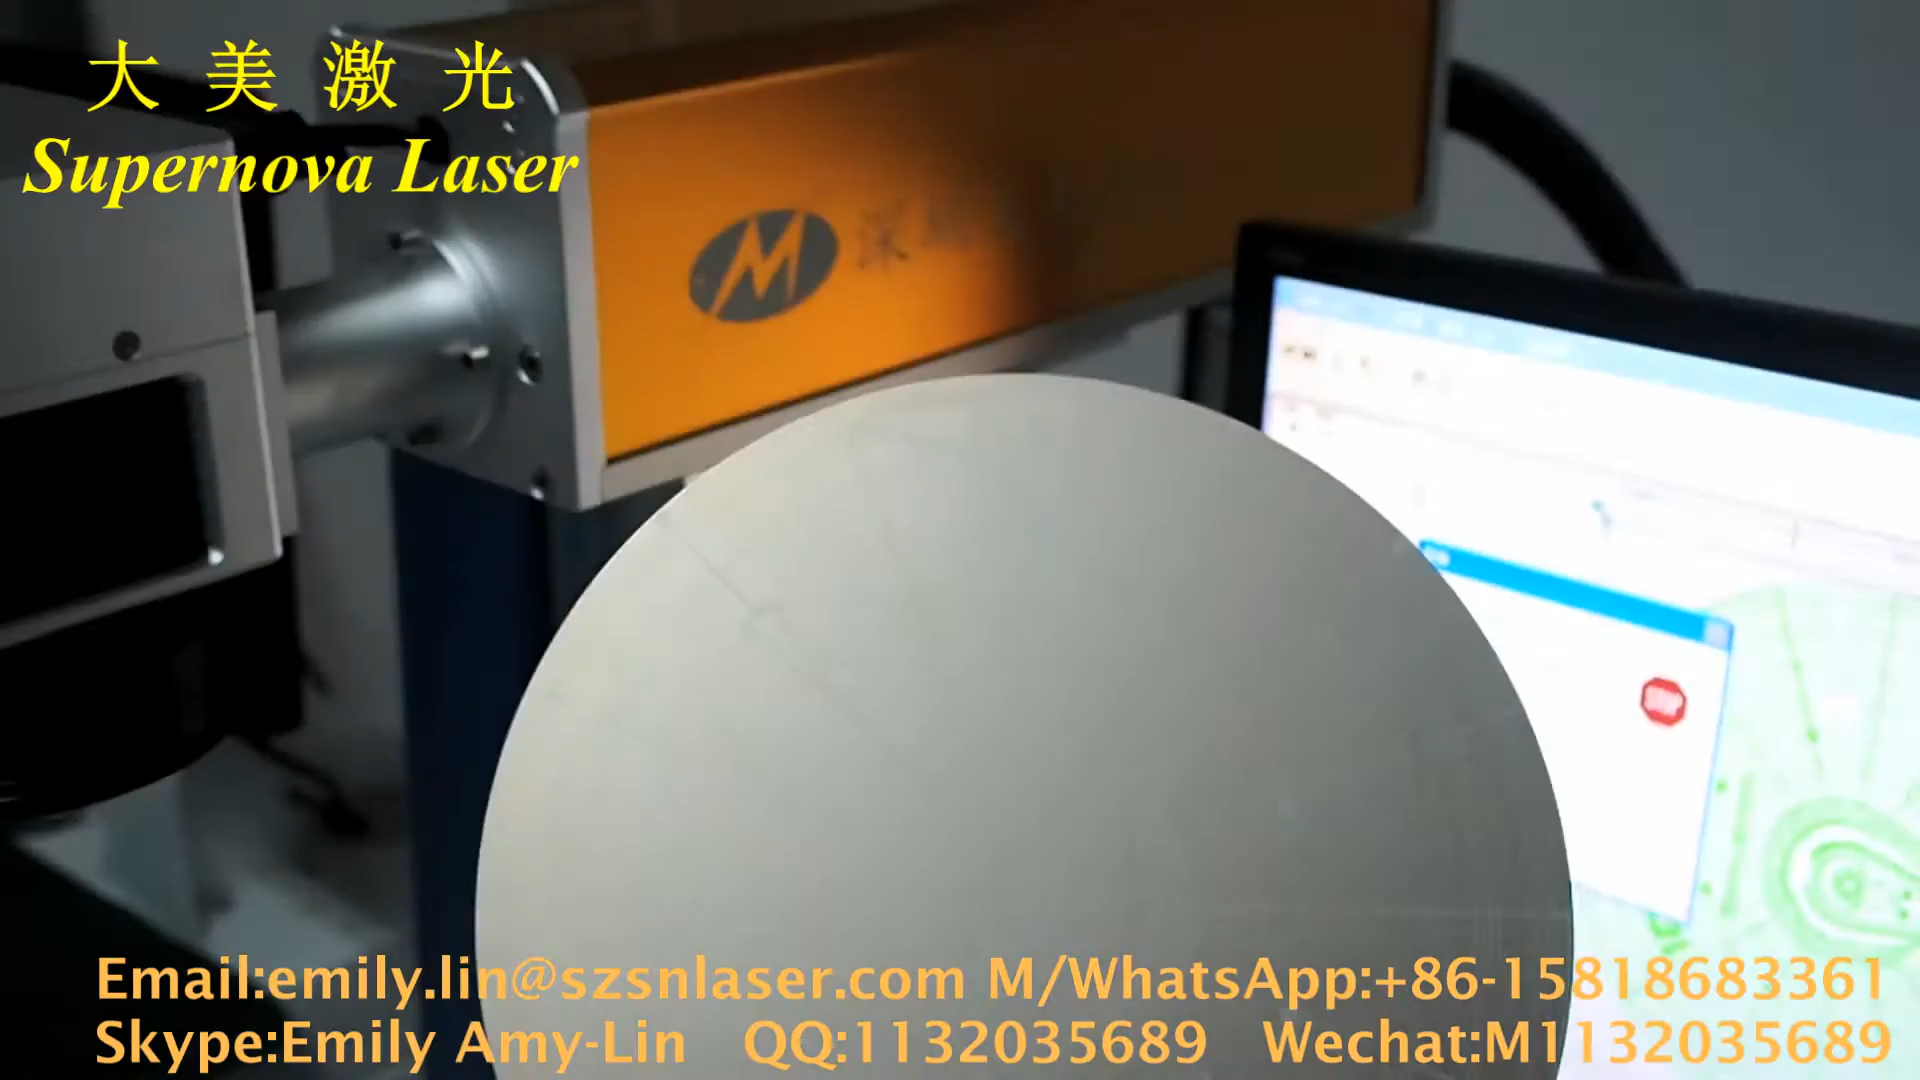 大美激光
Supernova Laser
M
STOP
Email:emily.lin@szsnlaser.com M/WhatsApp:+86-15818683361
Skype:Emily Amy-Lin QQ:1132035689 Wechat:M1132035689